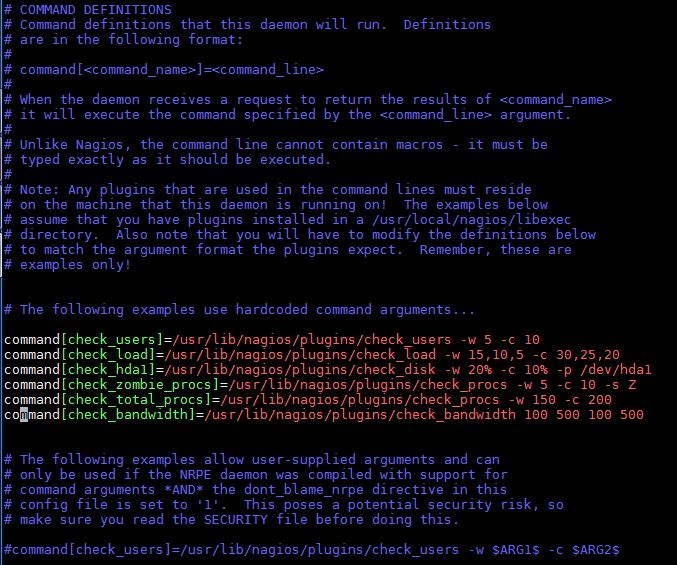 # COMMAND DEFINITIONS
# Command definitions that this daemon will run.  Definitions
# are in the following format:
#
# command[<command_name>]=<command_line>
#
# When the daemon receives a request to return the results of <command_name>
# it will execute the command specified by the <command_line> argument.
#
# Unlike Nagios, the command line cannot contain macros - it must be
# typed exactly as it should be executed.
#
# Note: Any plugins that are used in the command lines must reside
# on the machine that this daemon is running on!  The examples below
# assume that you have plugins installed in a /usr/local/nagios/libexec
# directory.  Also note that you will have to modify the definitions below
# to match the argument format the plugins expect.  Remember, these are
# examples only!
# The following examples use hardcoded command arguments...
command[check_users]=/usr/lib/nagios/plugins/check_users -w 5 -c 10
command[check_load]=/usr/lib/nagios/plugins/check_load -w 15,10,5 -c 30,25,20
command[check_hda1]=/usr/lib/nagios/plugins/check_disk -w 20% -c 10% -p /dev/hda1
command[check_zombie_procs]=/usr/lib/nagios/plugins/check_procs -w 5 -c 10 -s Z
command[check_total_procs]=/usr/lib/nagios/plugins/check_procs -w 150 -c 200
command[check_bandwidth]=/usr/lib/nagios/plugins/check_bandwidth 100 500 100 500
# The following examples allow user-supplied arguments and can
# only be used if the NRPE daemon was compiled with support for
# command arguments *AND* the dont_blame_nrpe directive in this
# config file is set to '1'.  This poses a potential security risk, so
# make sure you read the SECURITY file before doing this.
#command[check_users]=/usr/lib/nagios/plugins/check_users -w $ARG1$ -c $ARG2$